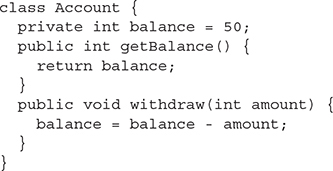 class Account {
  private int balance = 50;
  public int getBalance() {
    return balance;
  }
  public void withdraw(int amount) {
    balance = balance - amount;
  }
}